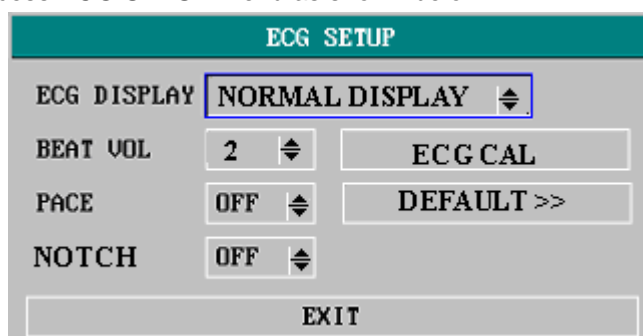 ECG SETUP
ECG DISPLAY NORMAL DISPLAY
BEAT VOL 2 ECG CAL
PACE OFF DEFAULT >>
NOTCH OFF
EXIT